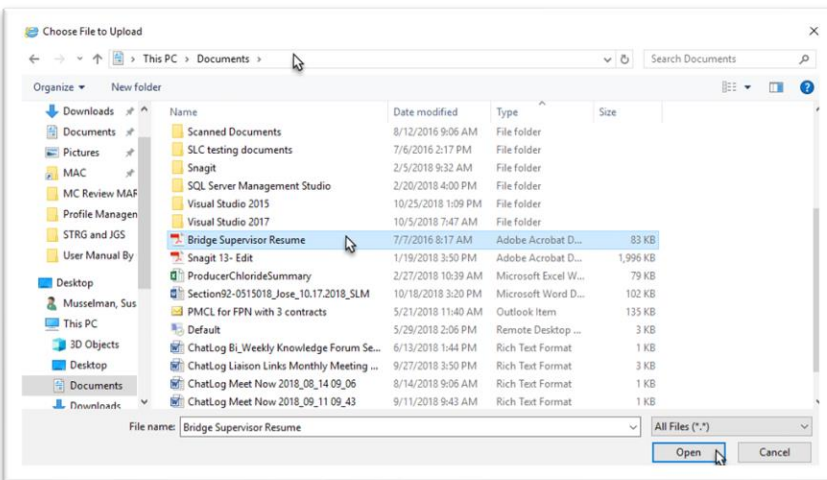 Choose File to Upload
This PC > Documents >
Search Documents
Organize
New folder
Name
Date modified
Type
Size
Downloads
Documents
Pictures
MAC
MC Review MAR
Profile Managen
STRG and JGS
User Manual By
Desktop
Musselman, Sus
This PC
3D Objects
Desktop
Documents
Downloads
Scanned Documents 8/12/2016 9:06 AM File folder
SLC testing documents 7/6/2016 2:17 PM File folder
Snagit 2/5/2018 9:32 AM File folder
SQL Server Management Studio 2/20/2018 4:00 PM File folder
Visual Studio 2015 10/25/2018 1:09 PM File folder
Visual Studio 2017 10/5/2018 7:47 AM File folder
Bridge Supervisor Resume 7/7/2016 8:17 AM Adobe Acrobat D... 83 KB
Snagit 13- Edit 1/19/2018 3:50 PM Adobe Acrobat D... 1,996 KB
ProducerChlorideSummary 2/27/2018 10:39 AM Microsoft Excel W... 79 KB
Section92-0515018_Jose_10.17.2018_SLM 10/18/2018 3:20 PM Microsoft Word D... 102 KB
PMCL for FPN with 3 contracts 5/21/2018 11:40 AM Outlook Item 135 KB
Default 5/29/2018 2:06 PM Remote Desktop ... 3 KB
ChatLog Bi_Weekly Knowledge Forum Se... 6/13/2018 1:44 PM Rich Text Format 1 KB
ChatLog Liaison Links Monthly Meeting ... 9/27/2018 3:50 PM Rich Text Format 3 KB
ChatLog Meet Now 2018_08_14 09_06 8/14/2018 9:06 AM Rich Text Format 1 KB
ChatLog Meet Now 2018_09_11 09_43 9/11/2018 9:43 AM Rich Text Format 1 KB
File name: Bridge Supervisor Resume
All Files (*.*)
Open
Cancel